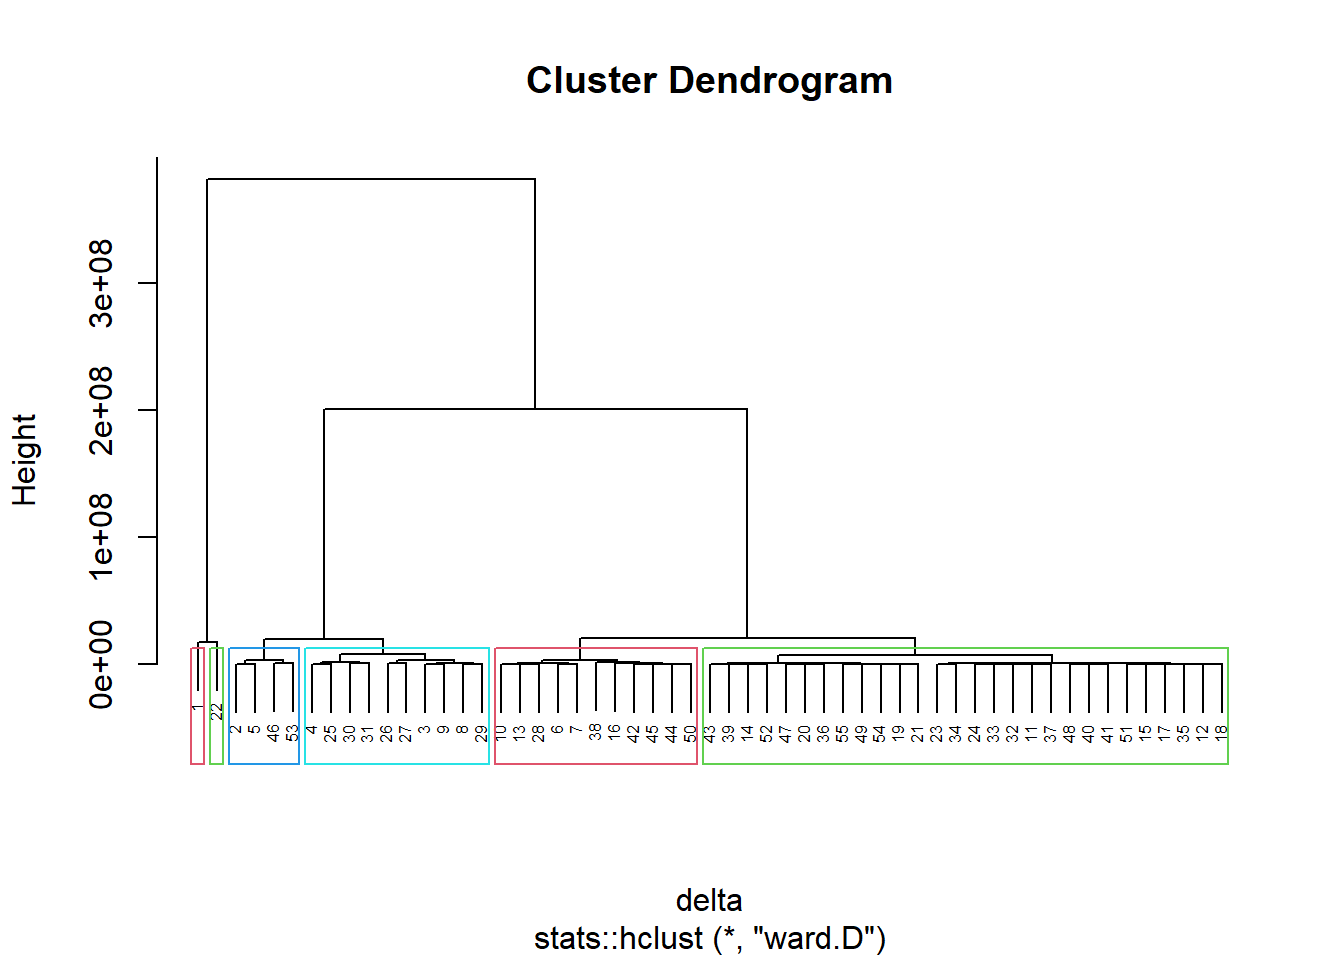 Cluster Dendrogram
Height
3e+08
2e+08
1e+08
0e+00
1 22 2 5 46 53 4 25 30 31 26 27 3 9 8 29 10 13 28 6 7 38 16 42 45 44 50 43 39 14 52 47 20 36 55 49 54 19 21 23 34 24 33 32 11 37 48 40 41 51 15 17 35 12 18
delta
stats::hclust (*, "ward.D")